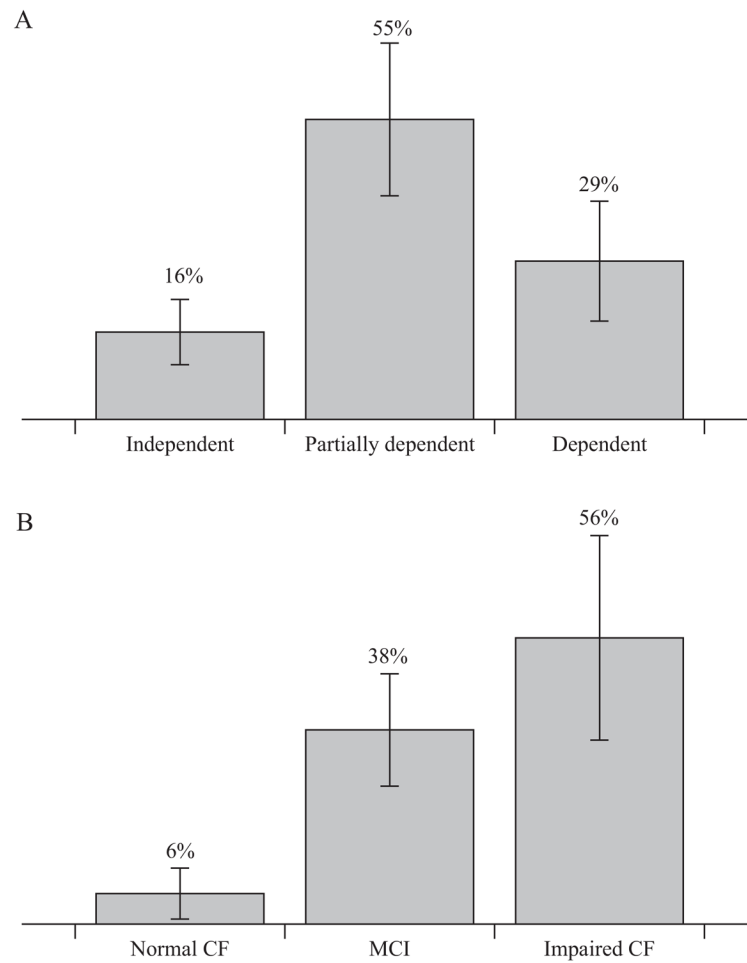 A
55%
29%
16%
Independent
Partially dependent
Dependent
B
56%
38%
6%
Normal CF
MCI
Impaired CF